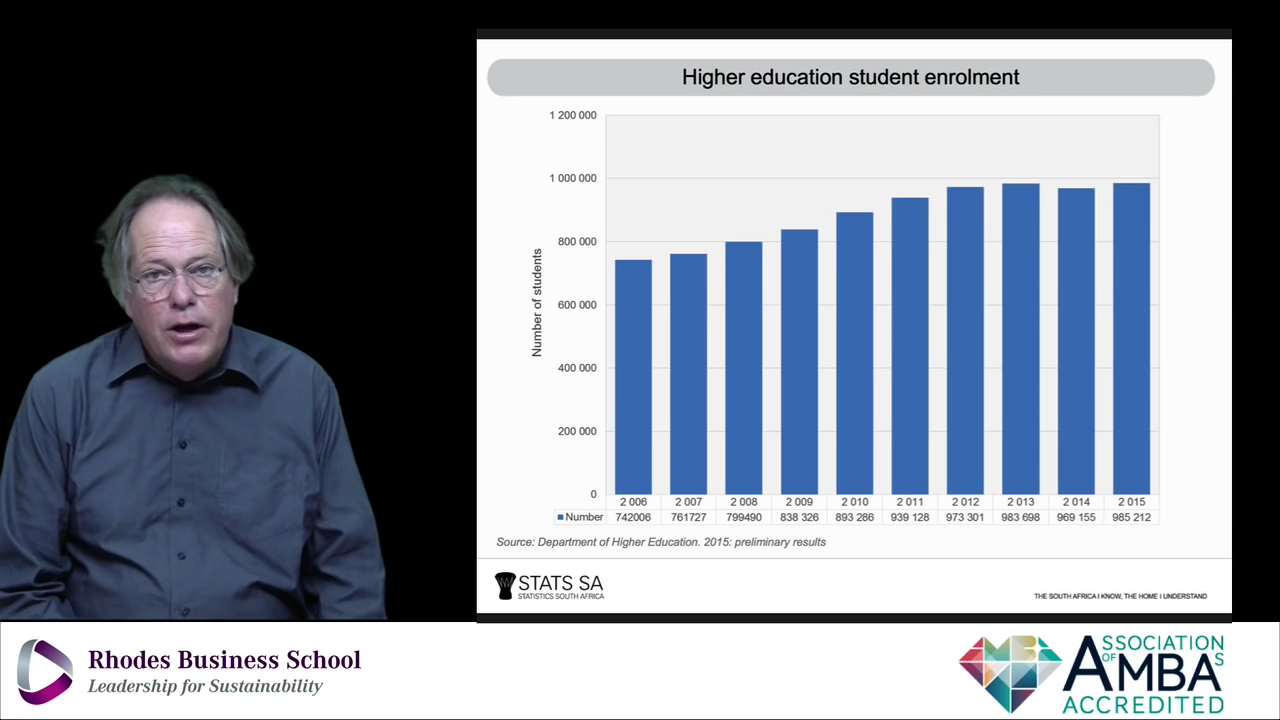 Higher education student enrolment
1 200 000
1 000 000
800 000
600 000
400 000
200 000
0
Number of students
2 006 2 007 2 008 2 009 2 010 2 011 2 012 2 013 2 014 2 015
Number 742006 761727 799490 838 326 893 286 939 128 973 301 983 698 969 155 985 212
Source: Department of Higher Education. 2015: preliminary results
STATS SA
STATISTICS SOUTH AFRICA
THE SOUTH AFRICA I KNOW, THE HOME I UNDERSTAND
Rhodes Business School
Leadership for Sustainability
ASSOCIATION
OF
AMBAS
ACCREDITED